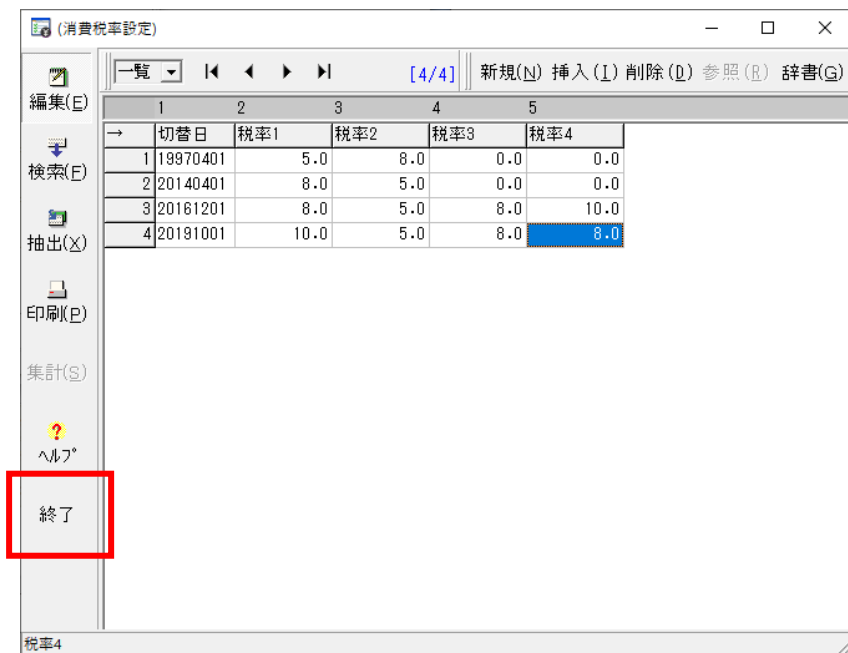 (消費税率設定)
一覧 [4/4] 新規(N) 挿入(I) 削除(D) 参照(R) 辞書(G)
編集(E)
検索(F)
抽出(X)
印刷(P)
集計(S)
?
ヘルプ
終了
1 2 3 4 5
→ 切替日 税率1 税率2 税率3 税率4
1 19970401 5.0 8.0 0.0 0.0
2 20140401 8.0 5.0 0.0 0.0
3 20161201 8.0 5.0 8.0 10.0
4 20191001 10.0 5.0 8.0 8.0
税率4